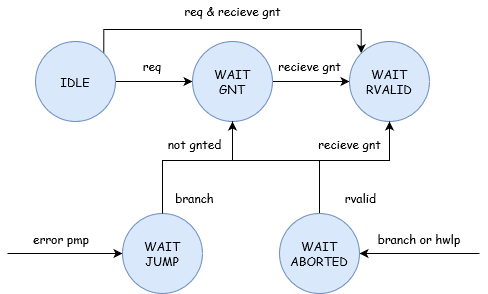 req & recieve gnt
req
recieve gnt
IDLE
WAIT
GNT
WAIT
RVALID
not gnted
recieve gnt
branch
rvalid
error pmp
WAIT
JUMP
WAIT
ABORTED
branch or hwlp